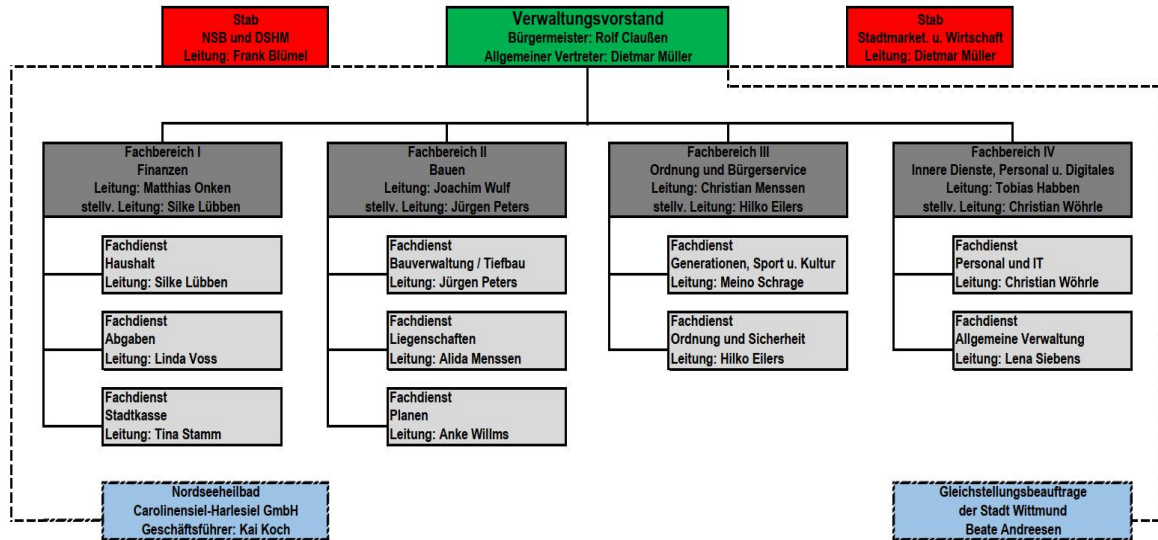 Stab
NSB und DSHM
Leitung: Frank Blümel
Verwaltungsvorstand
Bürgermeister: Rolf Claußen
Allgemeiner Vertreter: Dietmar Müller
Stab
Stadtmarket. u. Wirtschaft
Leitung: Dietmar Müller
Fachbereich I
Finanzen
Leitung: Matthias Onken
stellv. Leitung: Silke Lübben
Fachbereich II
Bauen
Leitung: Joachim Wulf
stellv. Leitung: Jürgen Peters
Fachbereich III
Ordnung und Bürgerservice
Leitung: Christian Menssen
stellv. Leitung: Hilko Eilers
Fachbereich IV
Innere Dienste, Personal u. Digitales
Leitung: Tobias Habben
stellv. Leitung: Christian Wöhrle
Fachdienst
Haushalt
Leitung: Silke Lübben
Fachdienst
Bauverwaltung / Tiefbau
Leitung: Jürgen Peters
Fachdienst
Generationen, Sport u. Kultur
Leitung: Meino Schrage
Fachdienst
Personal und IT
Leitung: Christian Wöhrle
Fachdienst
Abgaben
Leitung: Linda Voss
Fachdienst
Liegenschaften
Leitung: Alida Menssen
Fachdienst
Ordnung und Sicherheit
Leitung: Hilko Eilers
Fachdienst
Allgemeine Verwaltung
Leitung: Lena Siebens
Fachdienst
Stadtkasse
Leitung: Tina Stamm
Fachdienst
Planen
Leitung: Anke Willms
Nordseeheilbad
Carolinensiel-Harlesiel GmbH
Geschäftsführer: Kai Koch
Gleichstellungsbeauftrage
der Stadt Wittmund
Beate Andreesen